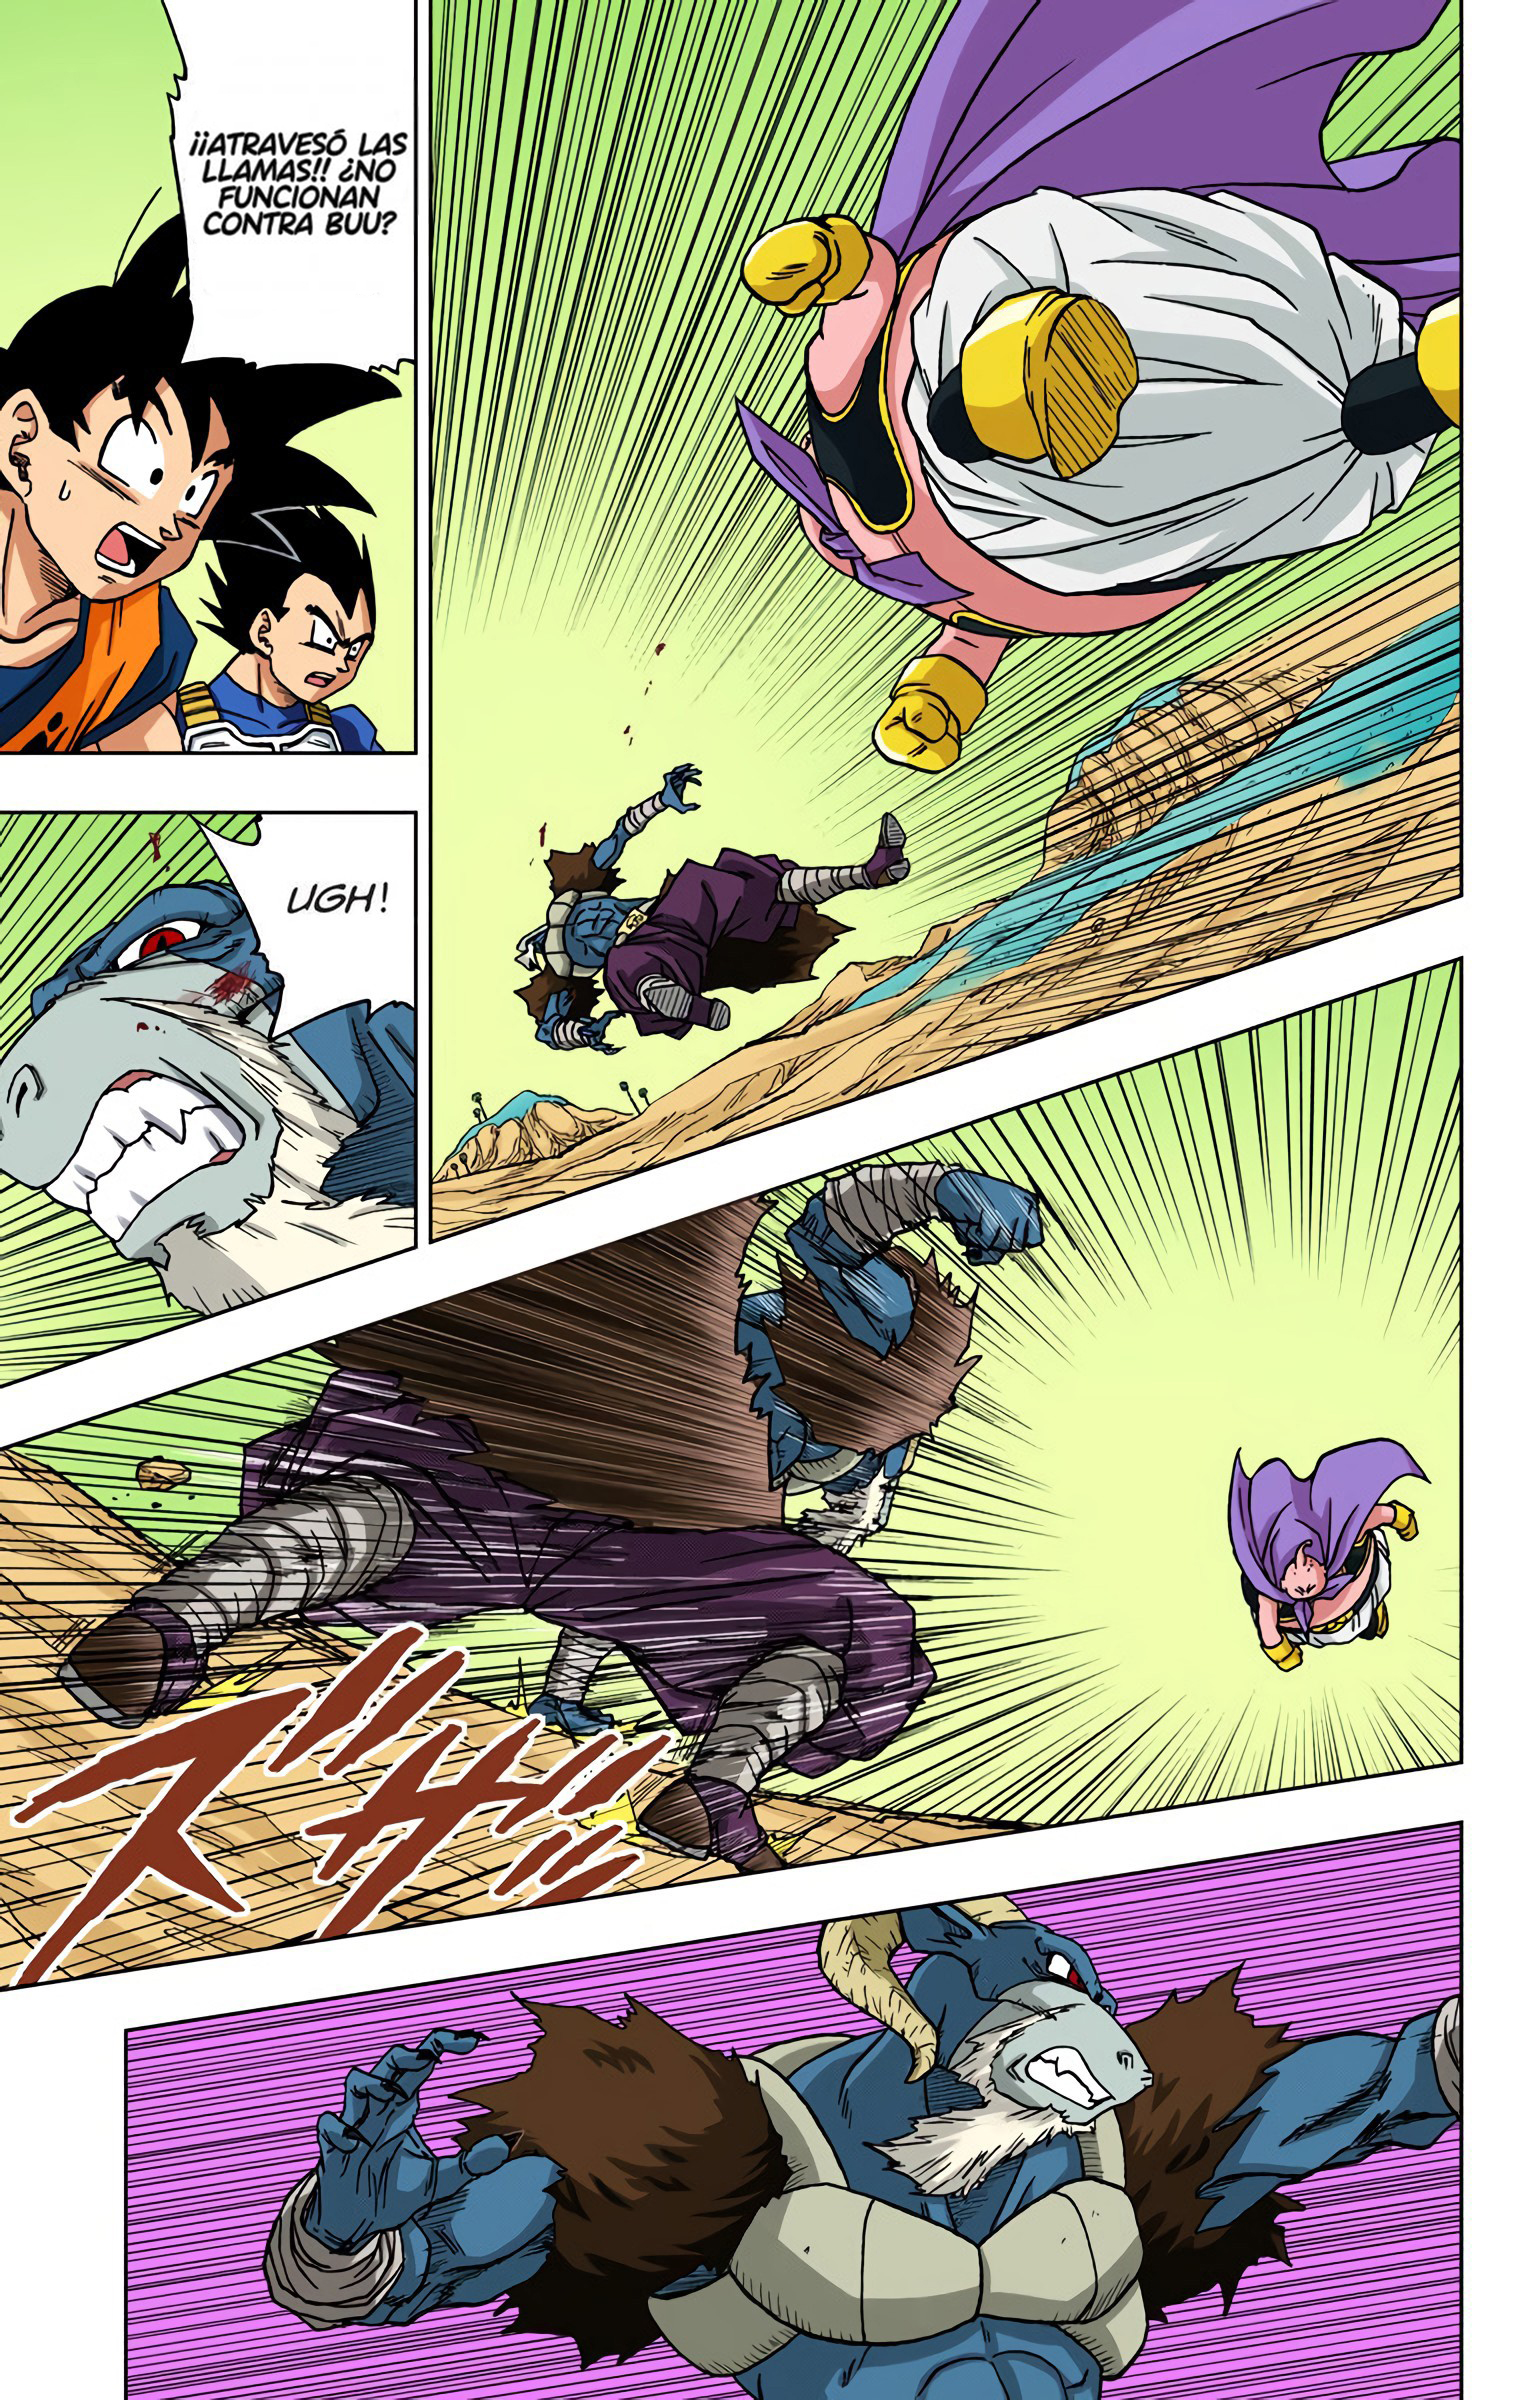 ¡¡ATRAVESÓ LAS
LLAMAS!! ¿NO
FUNCIONAN
CONTRA BUU?
UGH!
ズザザ